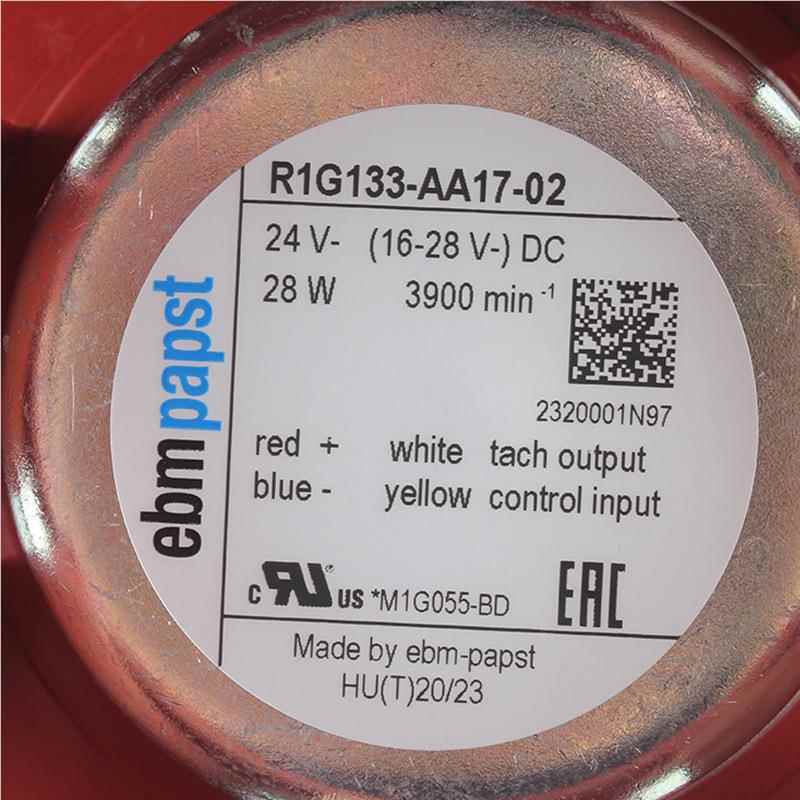 R1G133-AA17-02
24 V- (16-28 V-) DC
28 W 3900 min⁻¹
2320001N97
red + white tach output
blue - yellow control input
ebmpapst
c RU® US *M1G055-BD EAC
Made by ebm-papst
HU(T)20/23